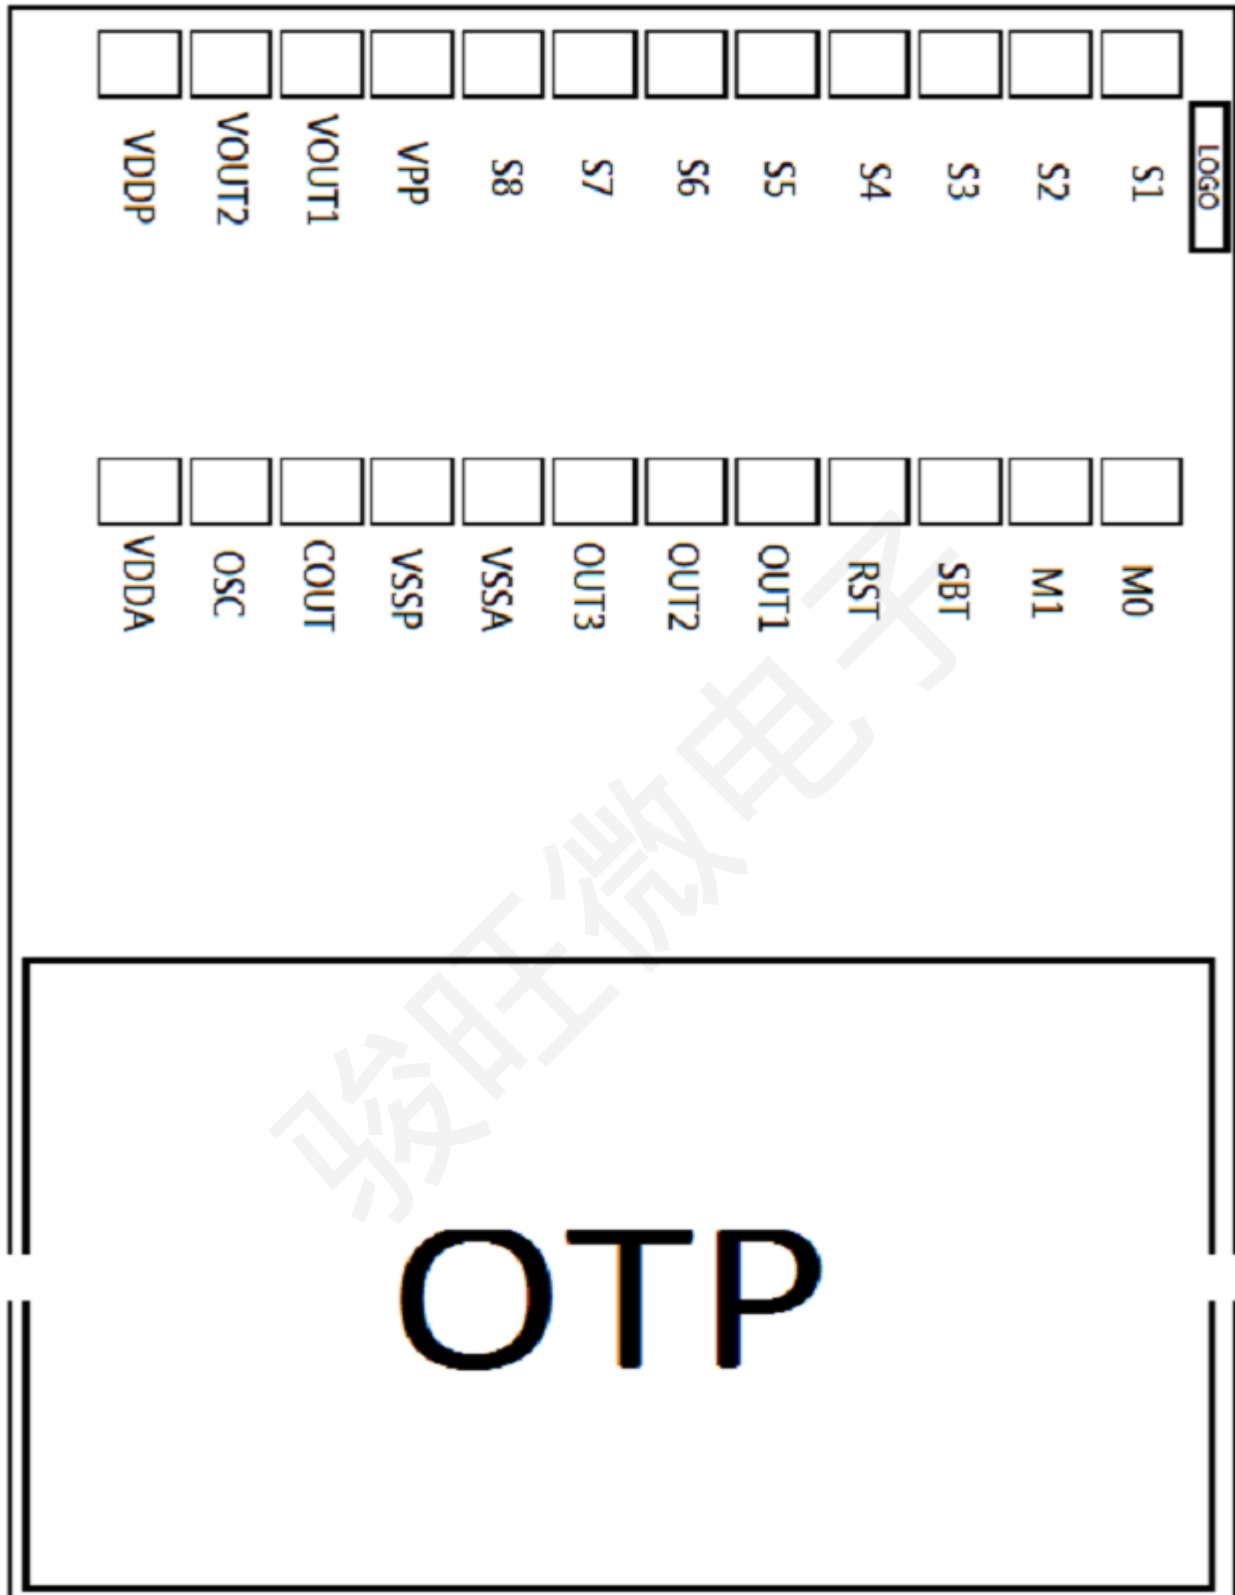 VDDP VOUT2 VOUT1 VPP S8 S7 S6 S5 S4 S3 S2 S1 LOGO
VDDA OSC COUT VSSP VSSA OUT3 OUT2 OUT1 RST SBT M1 M0
骏旺微电子
OTP